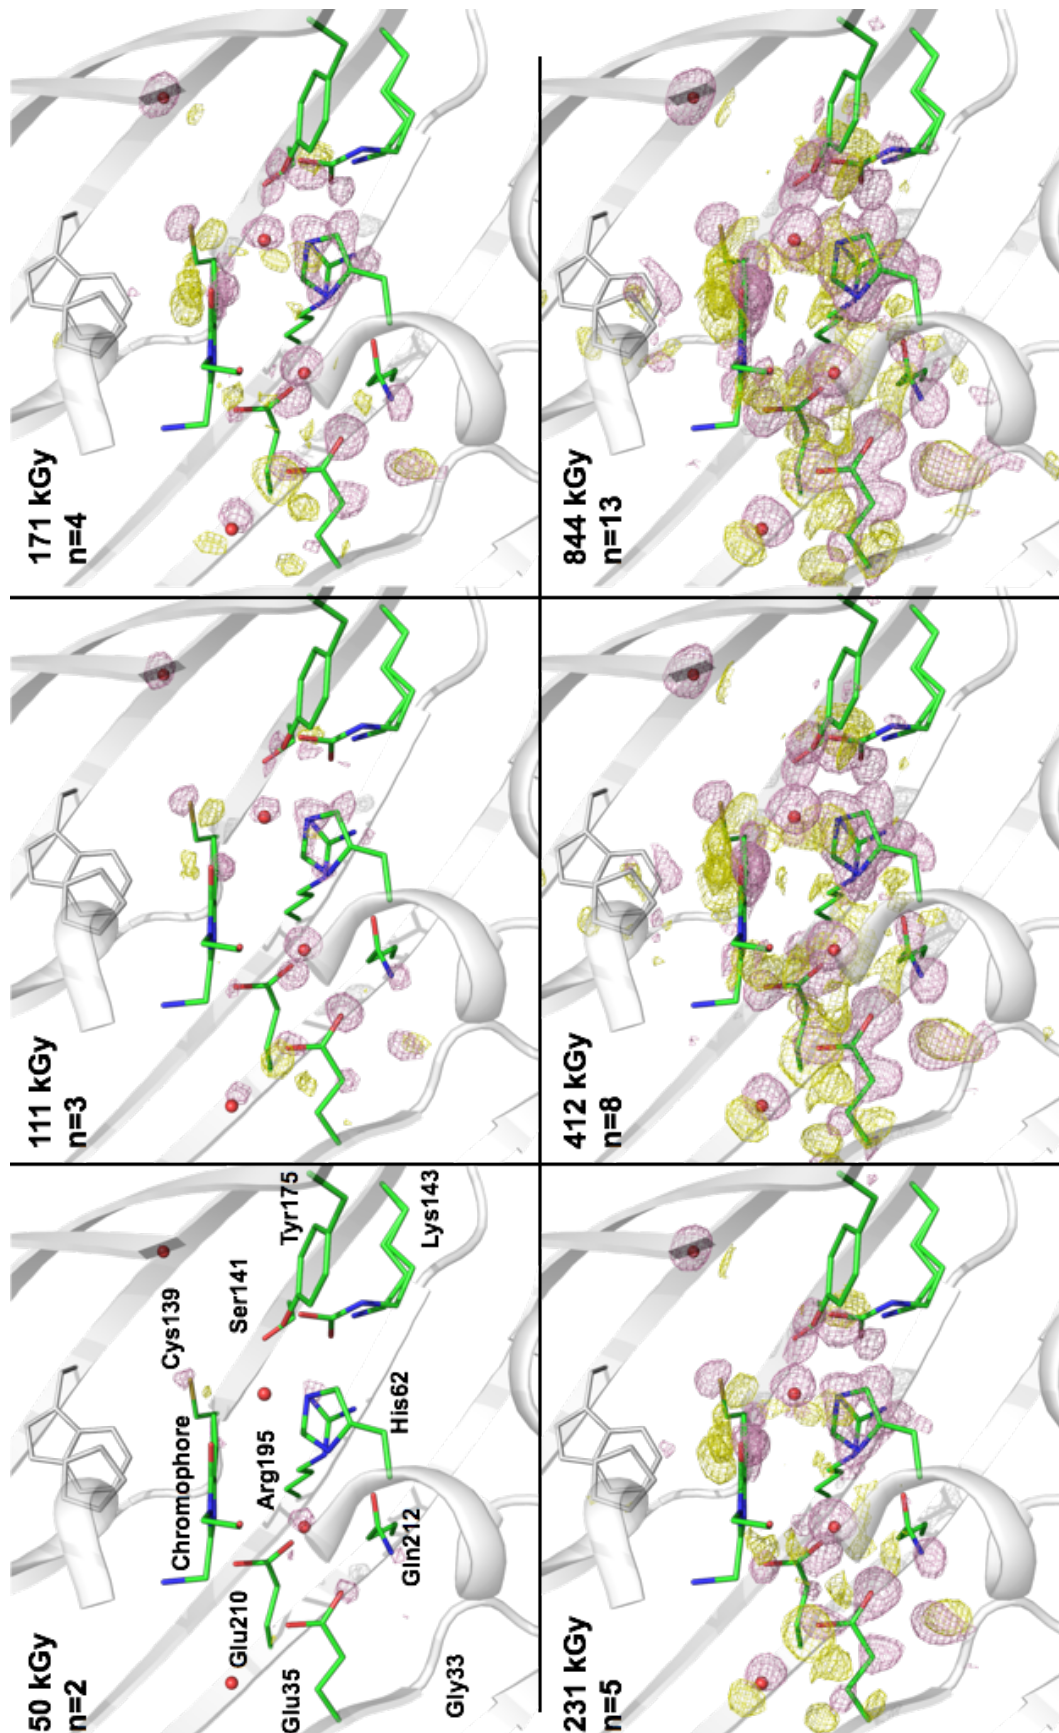 50 kGy
n=2
Chromophore
Cys139
Ser141
Tyr175
Glu210
Arg195
Glu35
Gln212
His62
Lys143
Gly33
111 kGy
n=3
171 kGy
n=4
231 kGy
n=5
412 kGy
n=8
844 kGy
n=13